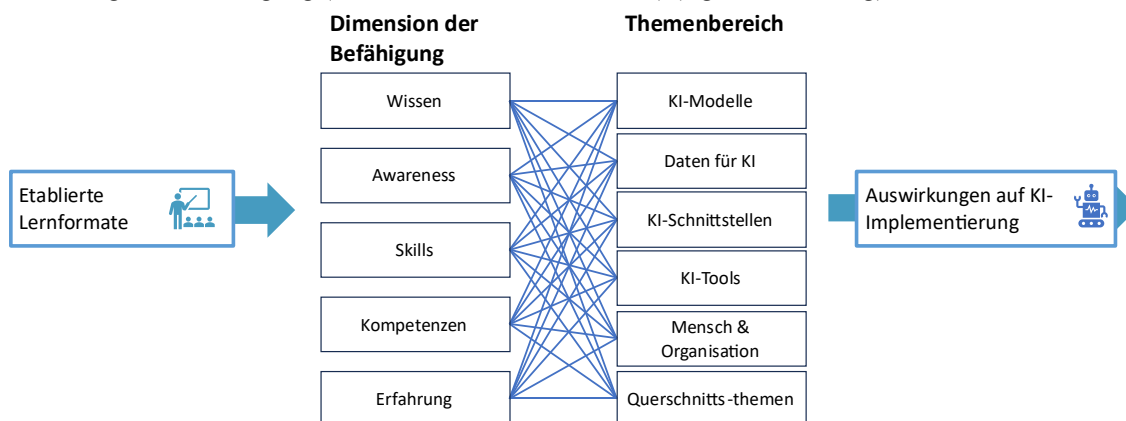 Dimension der
Befähigung
Themenbereich
Etablierte
Lernformate
Wissen
Awareness
Skills
Kompetenzen
Erfahrung
KI-Modelle
Daten für KI
KI-Schnittstellen
KI-Tools
Mensch &
Organisation
Querschnitts-themen
Auswirkungen auf KI-
Implementierung